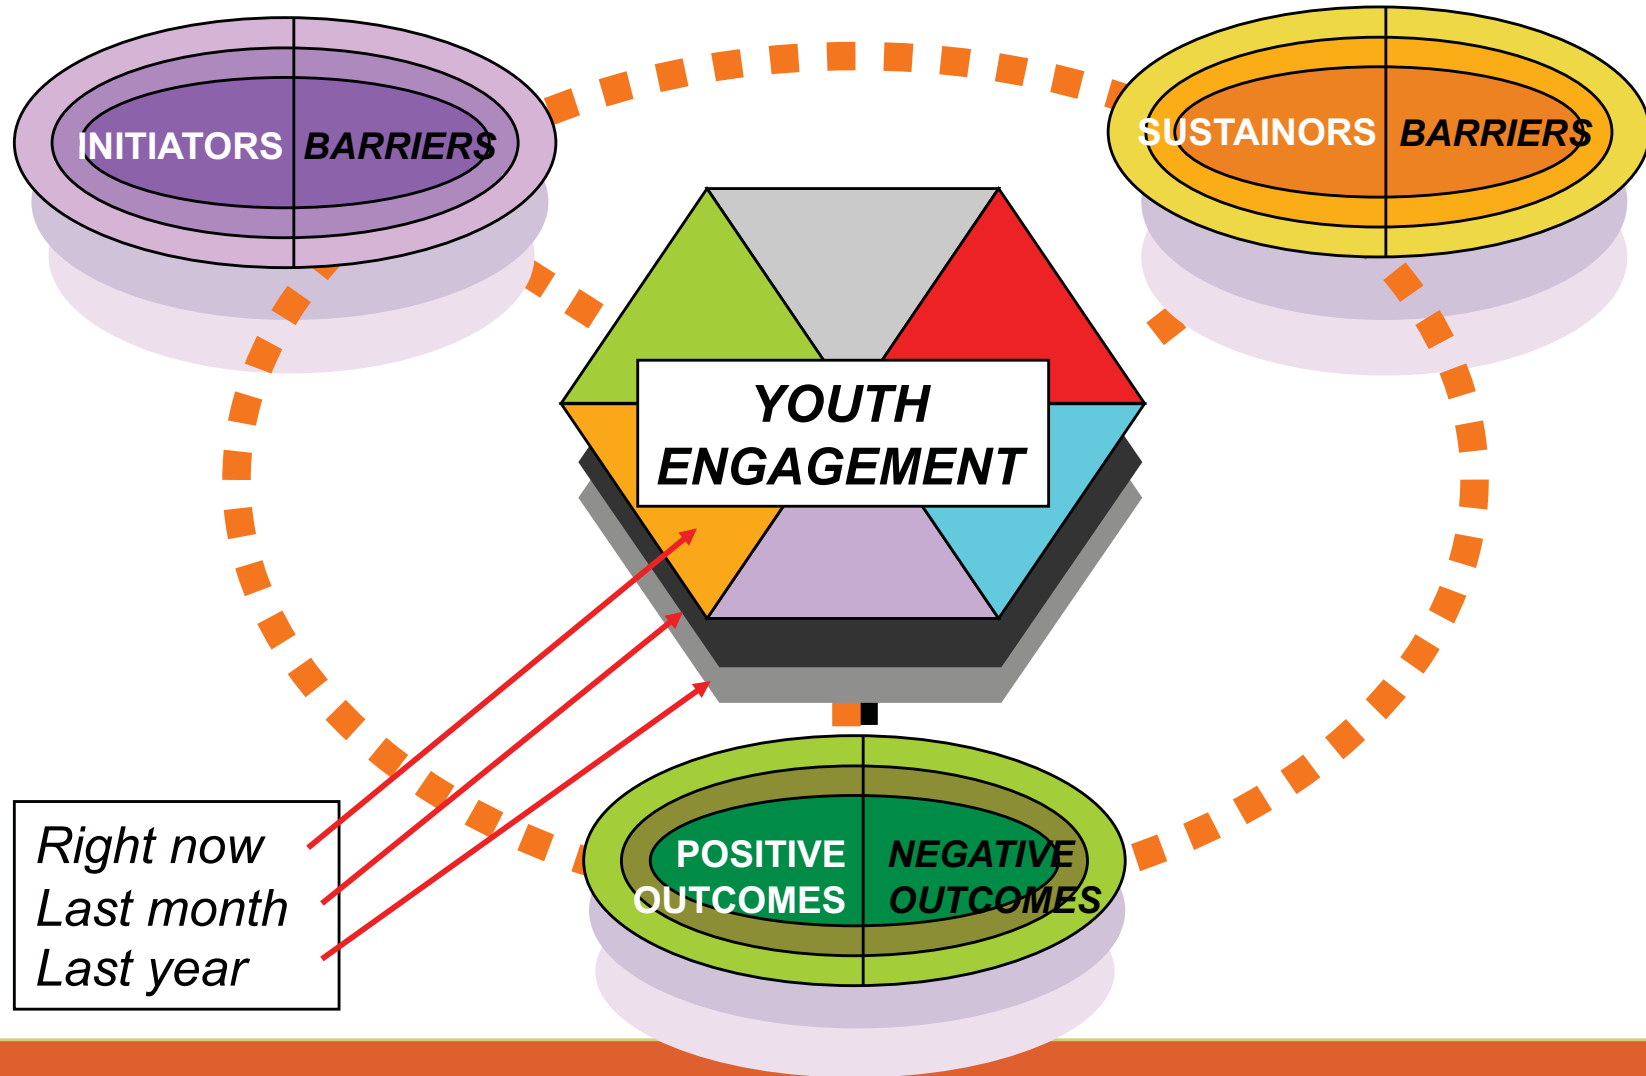 INITIATORS BARRIERS
SUSTAINORS BARRIERS
YOUTH
ENGAGEMENT
POSITIVE
OUTCOMES
NEGATIVE
OUTCOMES
Right now
Last month
Last year